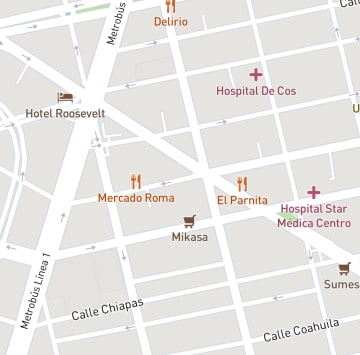 Delirio
Metrobús
Hospital De Cos
Hotel Roosevelt
Mercado Roma
El Parnita
Hospital Star
Médica Centro
Mikasa
Metrobús Línea 1
Sumes
Calle Chiapas
Calle Coahuila